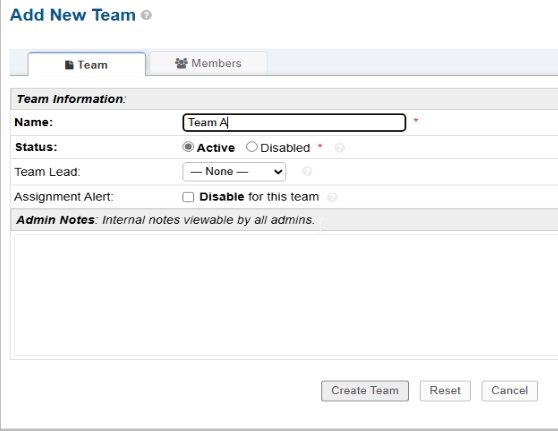 Add New Team
Team Members
Team Information:
Name: Team A *
Status: Active Disabled *
Team Lead: — None —
Assignment Alert: Disable for this team
Admin Notes: Internal notes viewable by all admins.
Create Team Reset Cancel